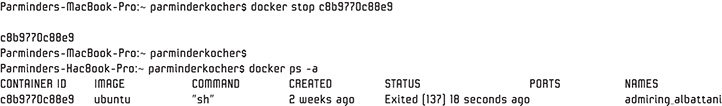 Parminders-MacBook-Pro:~ parminderkocher$ docker stop c8b9770c88e9
c8b9770c88e9
Parminders-MacBook-Pro:~ parminderkocher$
Parminders-Mac8ook-Pro:~ parminderkocher$ docker ps -a
CONTAINER ID IMAGE COMMAND CREATED STATUS PORTS NAMES
c8b9770c88e9 ubuntu "sh" 2 weeks ago Exited [137] 18 seconds ago admiring_albattani